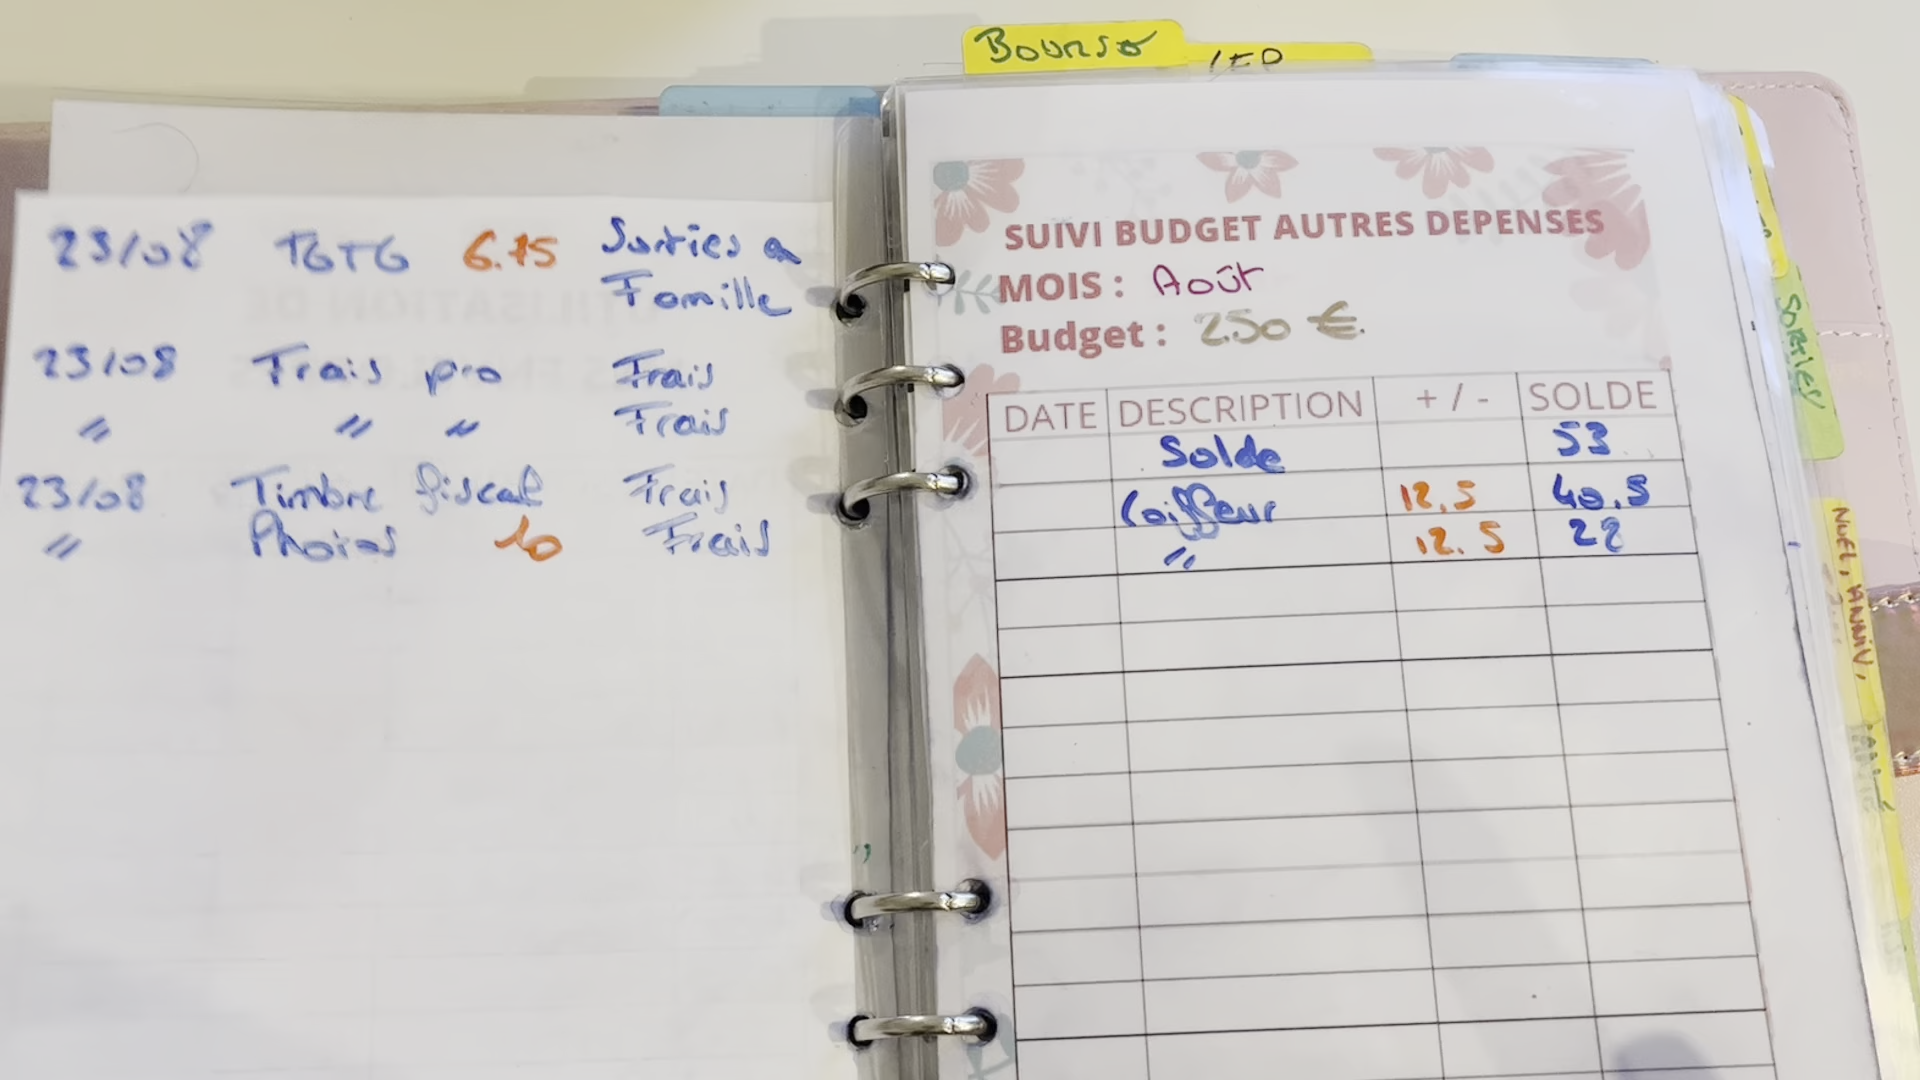 Bourso
LEP
23/08 TGTG 6.75 Sorties en
Famille
23/08 Frais pro Frais
" " " Frais
23/08 Timbre fiscal Frais
" Photos 10 Frais
SUIVI BUDGET AUTRES DEPENSES
MOIS : Août
Budget : 250 €.
DATE DESCRIPTION + / - SOLDE
Solde 53
Coiffeur 12,5 40.5
" 12.5 28
Sorties
NOEL, ANNIV,